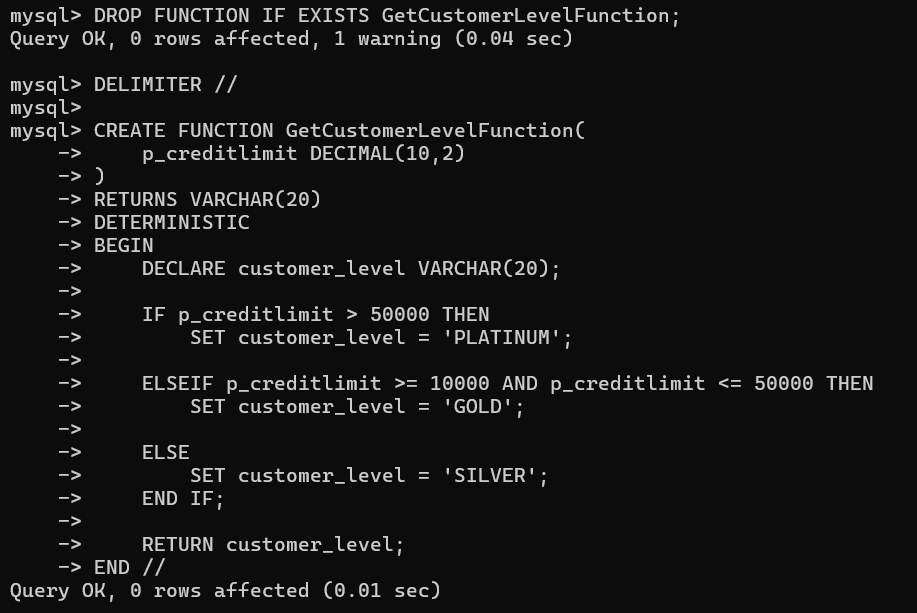 mysql> DROP FUNCTION IF EXISTS GetCustomerLevelFunction;
Query OK, 0 rows affected, 1 warning (0.04 sec)

mysql> DELIMITER //
mysql>
mysql> CREATE FUNCTION GetCustomerLevelFunction(
    ->     p_creditlimit DECIMAL(10,2)
    -> )
    -> RETURNS VARCHAR(20)
    -> DETERMINISTIC
    -> BEGIN
    ->     DECLARE customer_level VARCHAR(20);
    ->
    ->     IF p_creditlimit > 50000 THEN
    ->         SET customer_level = 'PLATINUM';
    ->
    ->     ELSEIF p_creditlimit >= 10000 AND p_creditlimit <= 50000 THEN
    ->         SET customer_level = 'GOLD';
    ->
    ->     ELSE
    ->         SET customer_level = 'SILVER';
    ->     END IF;
    ->
    ->     RETURN customer_level;
    -> END //
Query OK, 0 rows affected (0.01 sec)